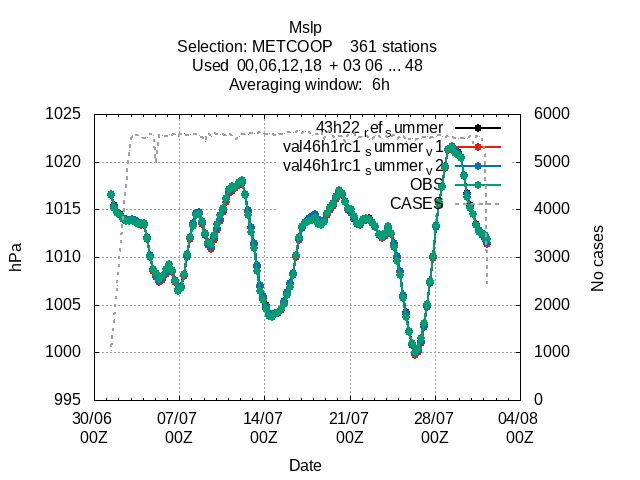 Mslp
Selection: METCOOP 361 stations
Used 00,06,12,18 + 03 06 ... 48
Averaging window: 6h
1025
1020
1015
1010
1005
1000
995
hPa
6000
5000
4000
3000
2000
1000
0
No cases
43h22ref_summer
val46h1rc1_summer_v1
val46h1rc1_summer_v2
OBS
CASES
30/06 07/07 14/07 21/07 28/07 04/08
00Z 00Z 00Z 00Z 00Z 00Z
Date